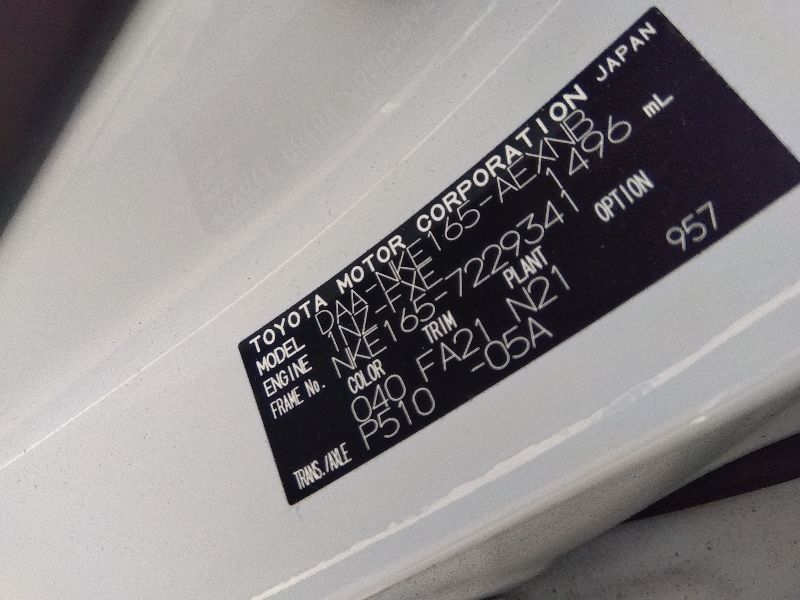 TOYOTA MOTOR CORPORATION JAPAN
MODEL DAA-NKE165-AEXNB
ENGINE 1NZ-FXE 1496 mL
FRAME No. NKE165-7229341
COLOR TRIM PLANT OPTION
040 FA21 N21 957
TRANS./AXLE P510 -05A